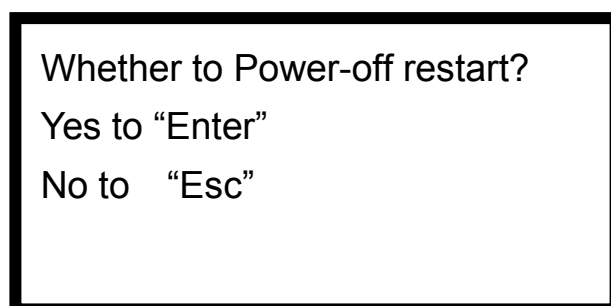 Whether to Power-off restart?
Yes to “Enter”
No to “Esc”